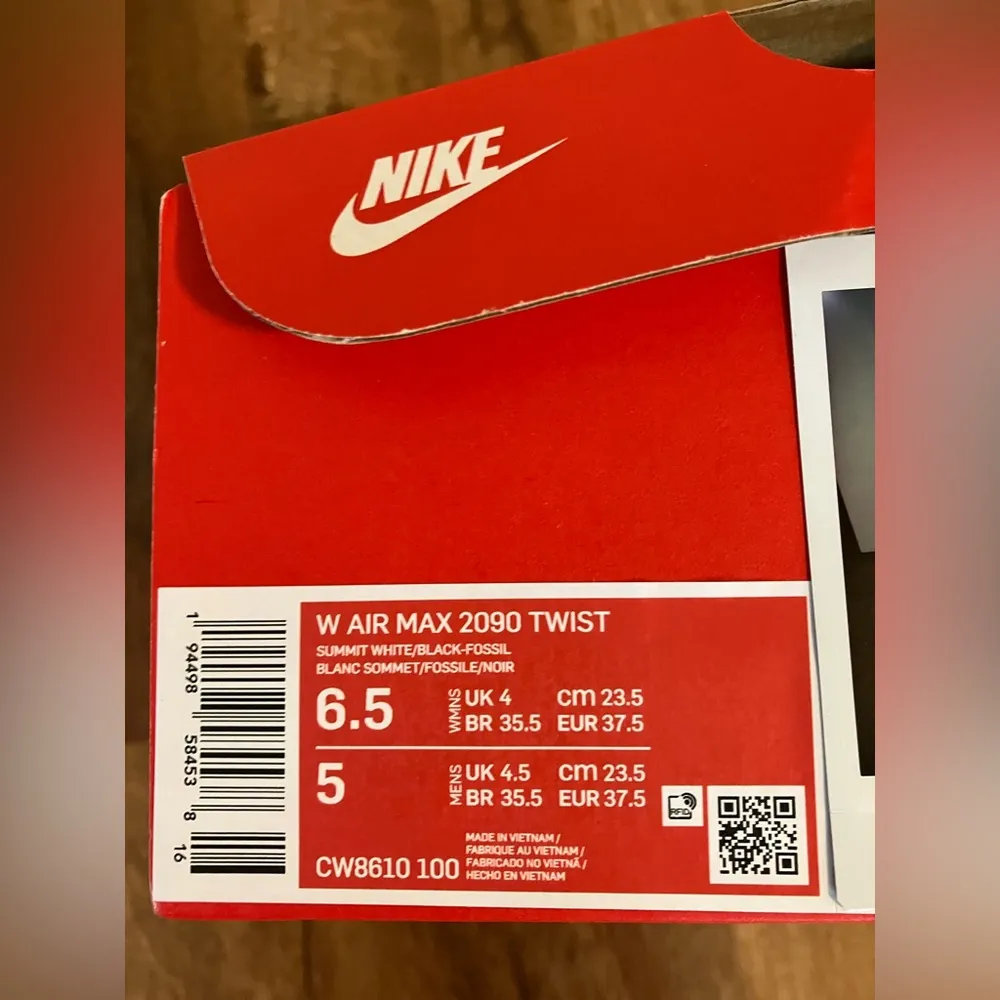 NIKE
W AIR MAX 2090 TWIST
SUMMIT WHITE/BLACK-FOSSIL
BLANC SOMMET/FOSSILE/NOIR
6.5 WMNS UK 4 cm 23.5
BR 35.5 EUR 37.5
5 MENS UK 4.5 cm 23.5
BR 35.5 EUR 37.5
RFID
CW8610 100
MADE IN VIETNAM /
FABRIQUE AU VIETNAM /
FABRICADO NO VIETNÃ /
HECHO EN VIETNAM
1 94498 58453 8 16